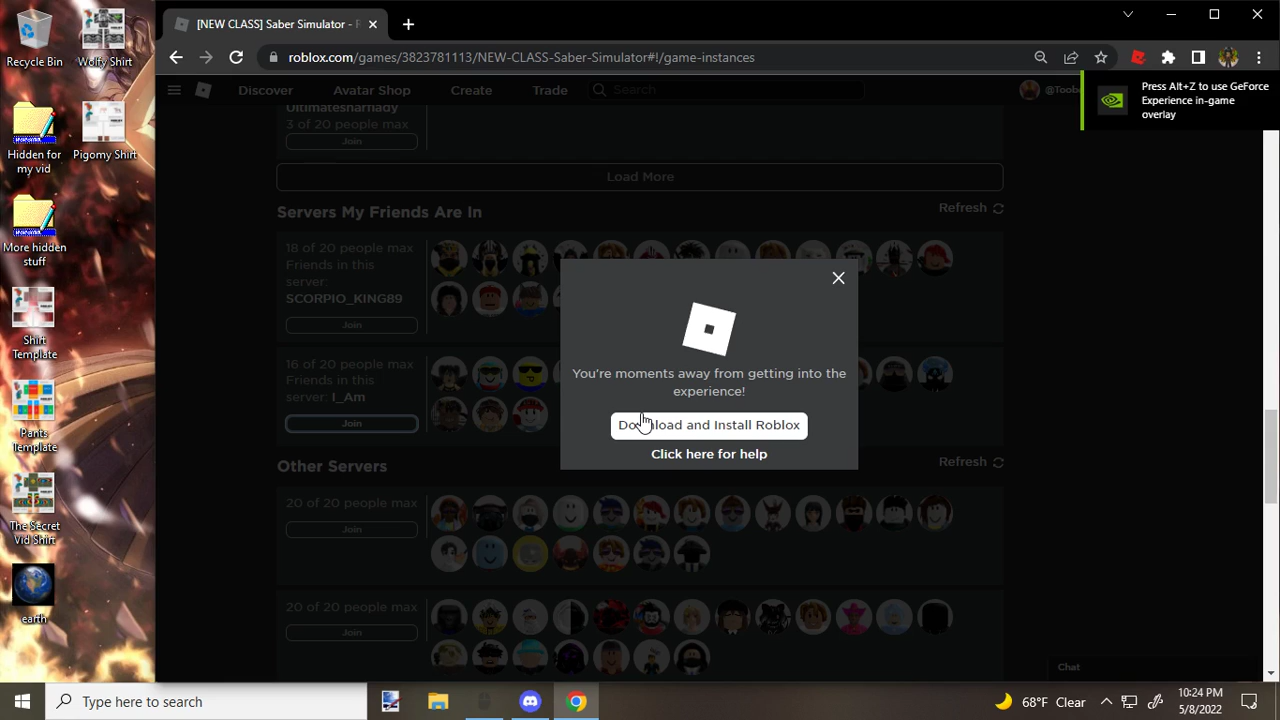 Recycle Bin
Wolfy Shirt
Hidden for
my vid
Pigomy Shirt
More hidden
stuff
Shirt
Template
Pants
Template
The Secret
Vid Shirt
earth
[NEW CLASS] Saber Simulator - R
roblox.com/games/3823781113/NEW-CLASS-Saber-Simulator#!/game-instances
Discover
Avatar Shop
Create
Trade
Search
Press Alt+Z to use GeForce
Experience in-game
overlay
Ultimatesharhady
3 of 20 people max
Join
Load More
Servers My Friends Are In
Refresh
18 of 20 people max
Friends in this
server:
SCORPIO_KING89
Join
16 of 20 people max
Friends in this
server: I_Am
Join
You're moments away from getting into the
experience!
Download and Install Roblox
Click here for help
Other Servers
Refresh
20 of 20 people max
Join
20 of 20 people max
Join
Chat
Type here to search
68°F Clear
10:24 PM
5/8/2022